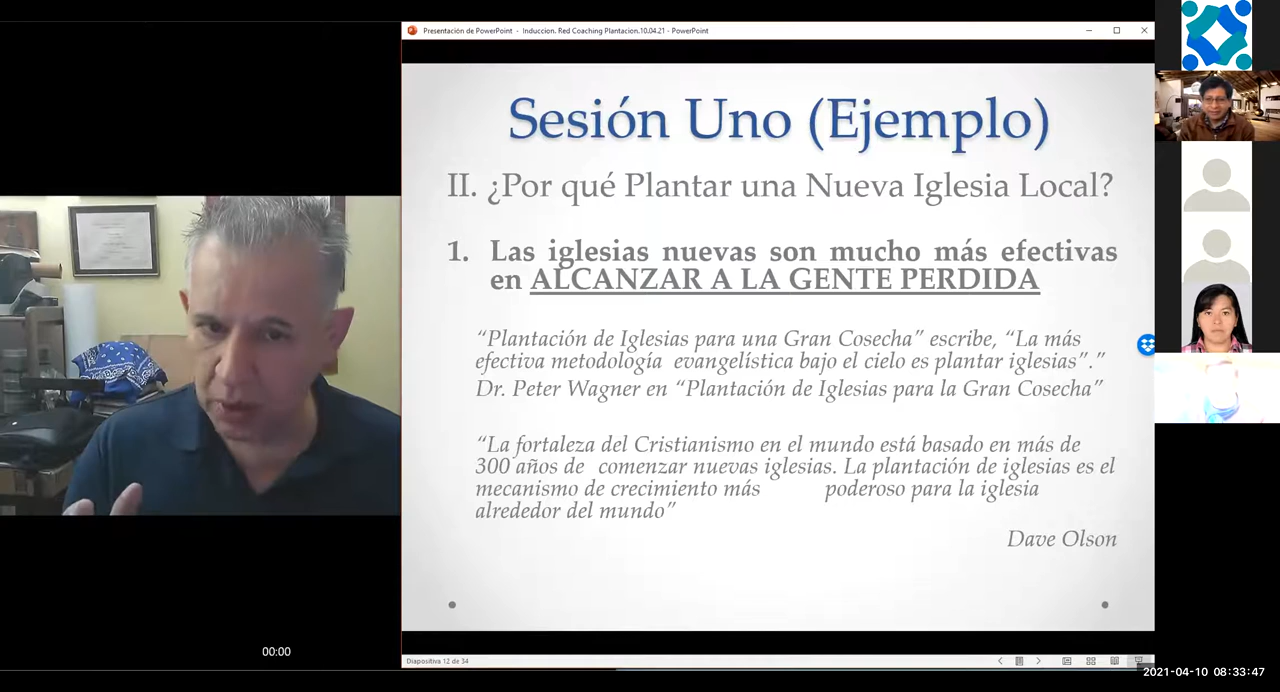 Presentación de PowerPoint - Induccion. Red Coaching Plantacion.10.04.21 - PowerPoint
Sesión Uno (Ejemplo)
II. ¿Por qué Plantar una Nueva Iglesia Local?
1. Las iglesias nuevas son mucho más efectivas
en ALCANZAR A LA GENTE PERDIDA
“Plantación de Iglesias para una Gran Cosecha” escribe, “La más
efectiva metodología evangelística bajo el cielo es plantar iglesias”.”
Dr. Peter Wagner en “Plantación de Iglesias para la Gran Cosecha”
“La fortaleza del Cristianismo en el mundo está basado en más de
300 años de comenzar nuevas iglesias. La plantación de iglesias es el
mecanismo de crecimiento más poderoso para la iglesia
alrededor del mundo”
Dave Olson
00:00
Diapositiva 12 de 34
2021-04-10 08:33:47